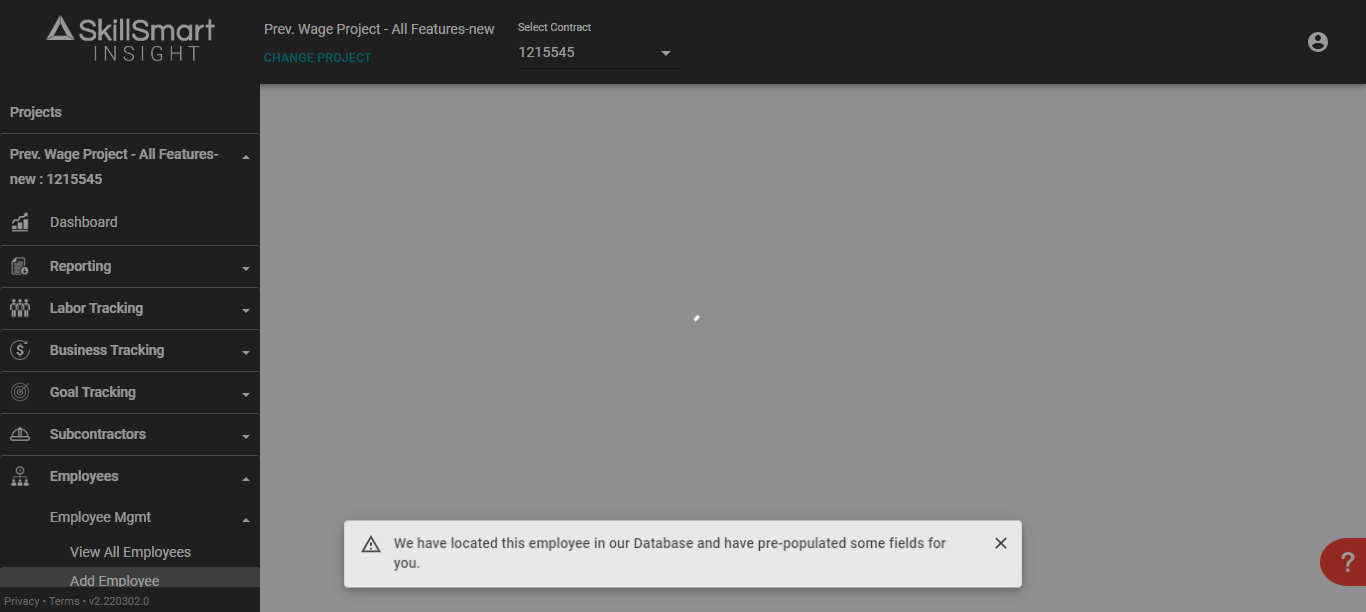 SkillSmart
INSIGHT
Prev. Wage Project - All Features-new
CHANGE PROJECT
Select Contract
1215545
Projects
Prev. Wage Project - All Features-
new : 1215545
Dashboard
Reporting
Labor Tracking
Business Tracking
Goal Tracking
Subcontractors
Employees
Employee Mgmt
View All Employees
Add Employee
Privacy • Terms • v2.220302.0
We have located this employee in our Database and have pre-populated some fields for
you.
?